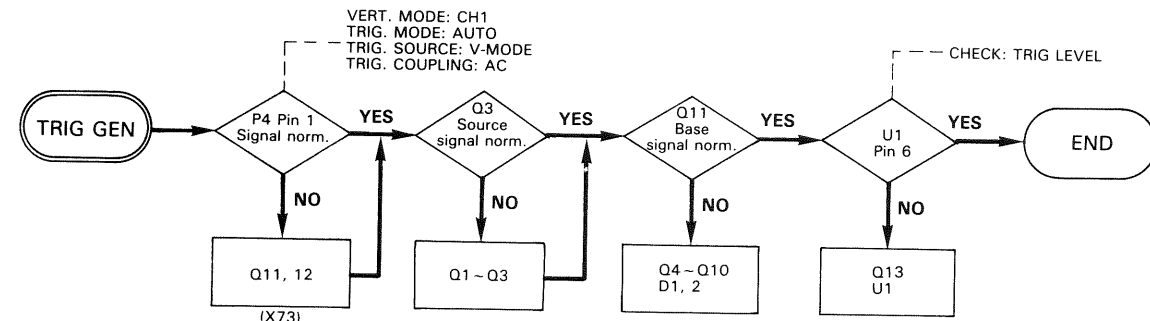 VERT. MODE: CH1
TRIG. MODE: AUTO
TRIG. SOURCE: V-MODE
TRIG. COUPLING: AC
CHECK: TRIG LEVEL
TRIG GEN
P4 Pin 1
Signal norm.
YES
Q3
Source
signal norm.
YES
Q11
Base
signal norm.
YES
U1
Pin 6
YES
END
NO
NO
NO
NO
Q11, 12
(X73)
Q1~Q3
Q4~Q10
D1, 2
Q13
U1